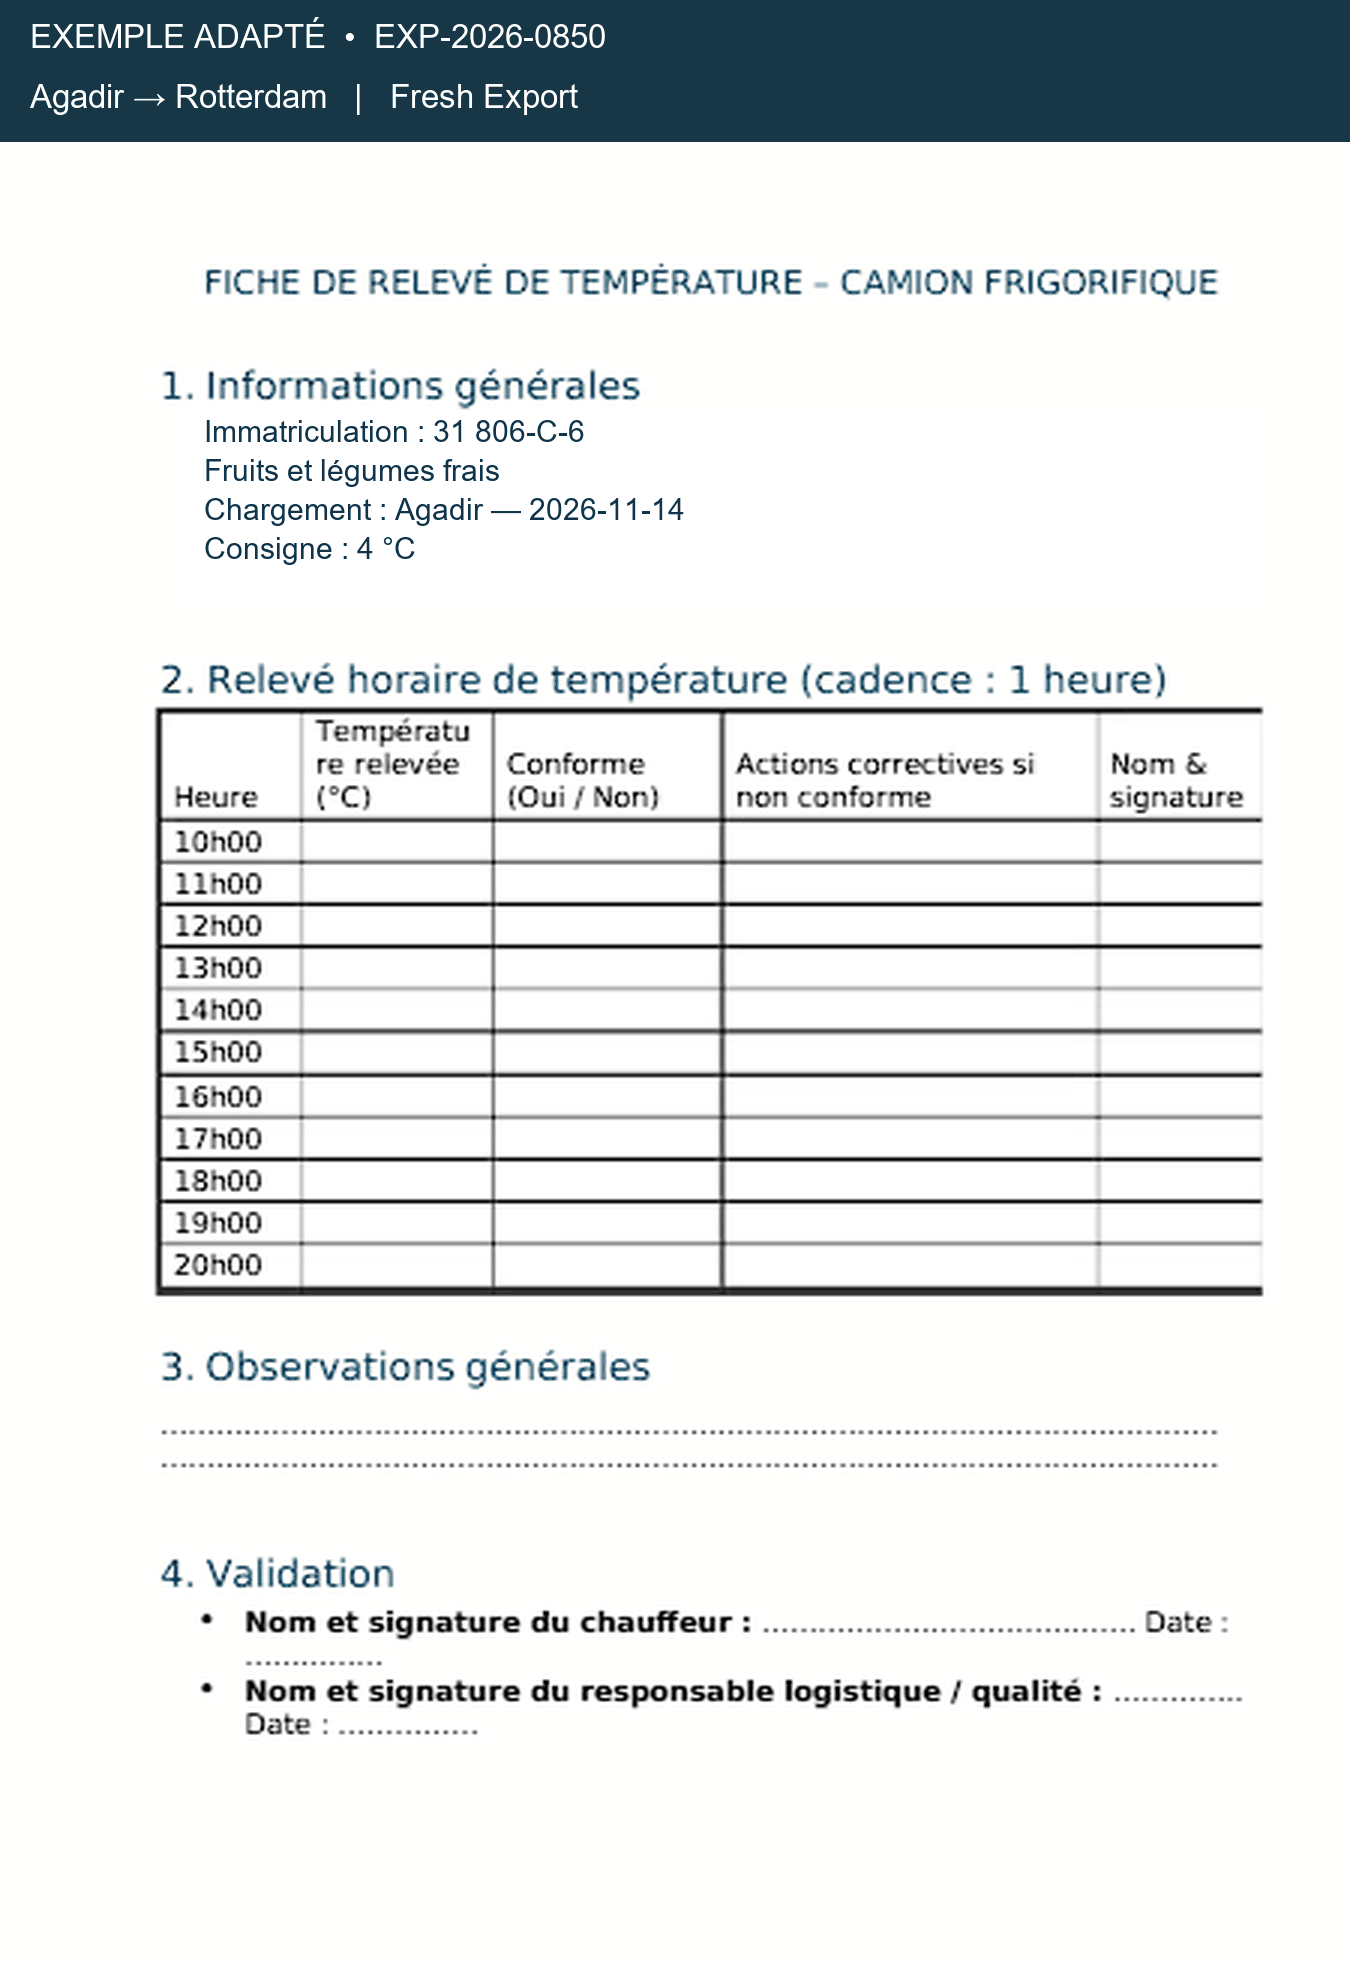 EXEMPLE ADAPTÉ • EXP-2026-0850
Agadir → Rotterdam | Fresh Export
FICHE DE RELEVÉ DE TEMPÉRATURE – CAMION FRIGORIFIQUE
1. Informations générales
Immatriculation : 31 806-C-6
Fruits et légumes frais
Chargement : Agadir — 2026-11-14
Consigne : 4 °C
2. Relevé horaire de température (cadence : 1 heure)
Heure
Températu
re relevée
(°C)
Conforme
(Oui / Non)
Actions correctives si
non conforme
Nom &
signature
10h00
11h00
12h00
13h00
14h00
15h00
16h00
17h00
18h00
19h00
20h00
3. Observations générales
4. Validation
• Nom et signature du chauffeur : ........................................ Date :
...............
• Nom et signature du responsable logistique / qualité : ..............
Date : ...............